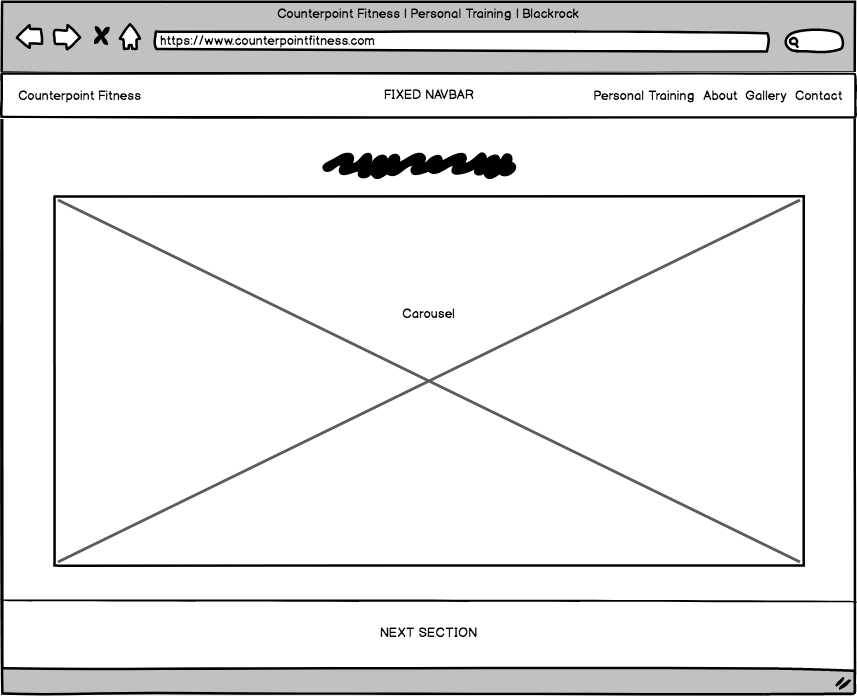 Counterpoint Fitness | Personal Training | Blackrock
https://www.counterpointfitness.com
Counterpoint Fitness FIXED NAVBAR Personal Training About Gallery Contact
Carousel
NEXT SECTION